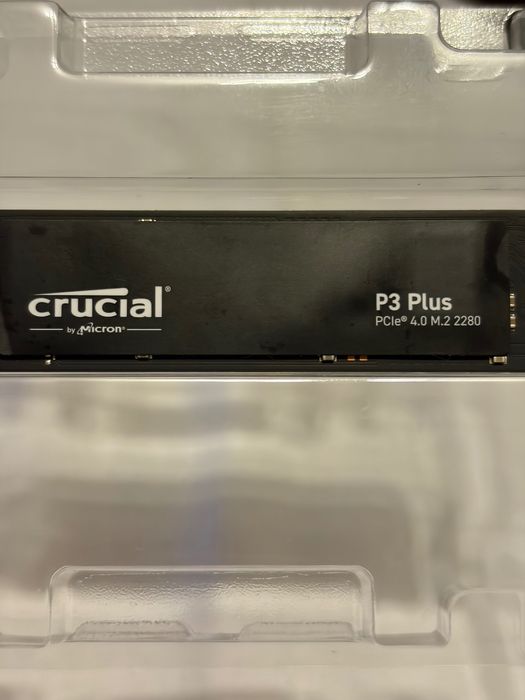 crucial®
by Micron®
P3 Plus
PCIe® 4.0 M.2 2280